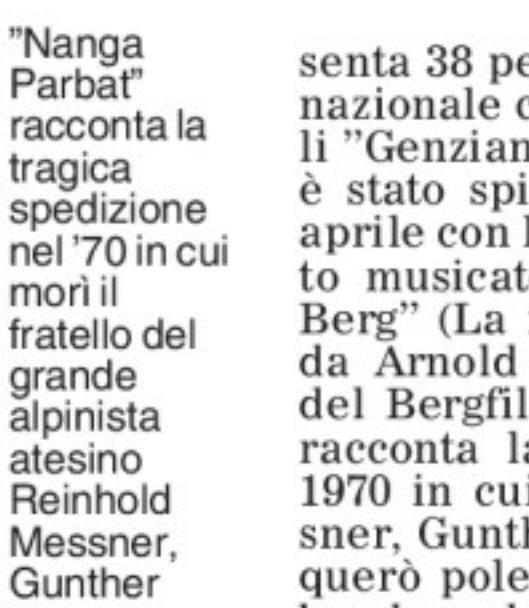 ”Nanga
Parbat”
racconta la
tragica
spedizione
nel ’70 in cui
morì il
fratello del
grande
alpinista
atesino
Reinhold
Messner,
Gunther
senta 38 pe
nazionale
li ”Genzian
è stato spi
aprile con
to musicat
Berg” (La
da Arnold
del Bergfil
racconta la
1970 in cui
sner, Gunth
querò pole